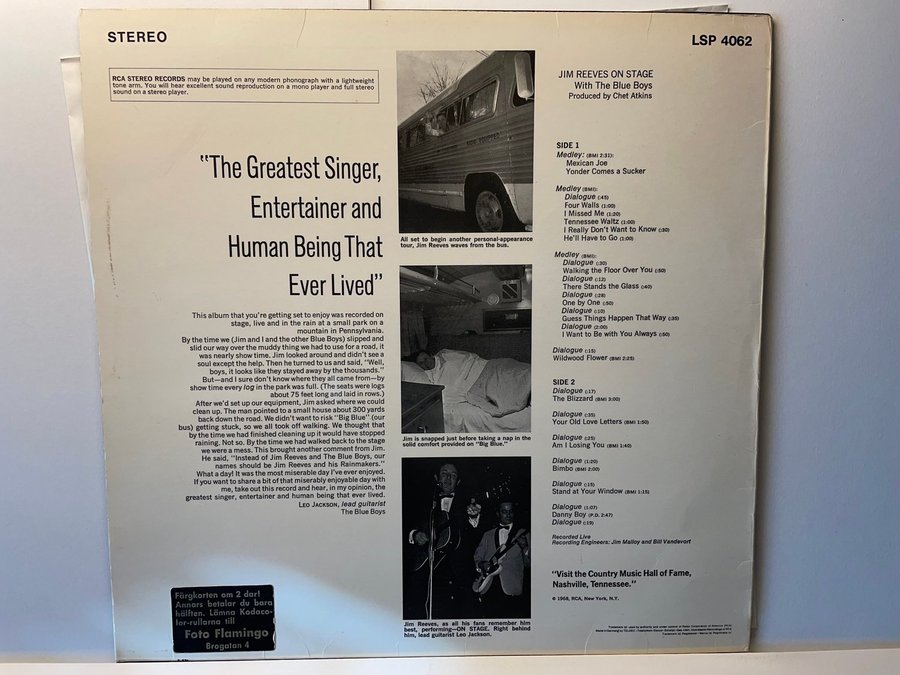 STEREO
LSP 4062
RCA STEREO RECORDS may be played on any modern phonograph with a lightweight
tone arm. You will hear excellent sound reproduction on a mono player and full stereo
sound on a stereo player.
"The Greatest Singer,
Entertainer and
Human Being That
Ever Lived"
This album that you're getting set to enjoy was recorded on
stage, live and in the rain at a small park on a
mountain in Pennsylvania.
By the time we (Jim and I and the other Blue Boys) slipped and
slid our way over the muddy thing we had to use for a road, it
was nearly show time. Jim looked around and didn't see a
soul except the help. Then he turned to us and said, "Well,
boys, it looks like they stayed away by the thousands."
But—and I sure don't know where they all came from—by
show time every log in the park was full. (The seats were logs
about 75 feet long and laid in rows.)
After we'd set up our equipment, Jim asked where we could
clean up. The man pointed to a small house about 300 yards
back down the road. We didn't want to risk "Big Blue" (our
bus) getting stuck, so we all took off walking. We thought that
by the time we had finished cleaning up it would have stopped
raining. Not so. By the time we had walked back to the stage
we were a mess. This brought another comment from Jim.
He said, "Instead of Jim Reeves and The Blue Boys, our
names should be Jim Reeves and his Rainmakers."
What a day! It was the most miserable day I've ever enjoyed.
If you want to share a bit of that miserably enjoyable day with
me, take out this record and hear, in my opinion, the
greatest singer, entertainer and human being that ever lived.
LEO JACKSON, lead guitarist
The Blue Boys
All set to begin another personal-appearance
tour, Jim Reeves waves from the bus.
Jim is snapped just before taking a nap in the
solid comfort provided on "Big Blue."
Jim Reeves, as all his fans remember him
best, performing—ON STAGE. Right behind
him, lead guitarist Leo Jackson.
JIM REEVES ON STAGE
With The Blue Boys
Produced by Chet Atkins
SIDE 1
Medley: (BMI 2:31):
Mexican Joe
Yonder Comes a Sucker
Medley (BMI):
Dialogue (:45)
Four Walls (1:00)
I Missed Me (1:20)
Tennessee Waltz (1:00)
I Really Don't Want to Know (:30)
He'll Have to Go (1:00)
Medley (BMI):
Dialogue (:30)
Walking the Floor Over You (:50)
Dialogue (:12)
There Stands the Glass (:40)
Dialogue (:28)
One by One (:50)
Dialogue (:10)
Guess Things Happen That Way (:35)
Dialogue (2:00)
I Want to Be with You Always (:50)
Dialogue (:15)
Wildwood Flower (BMI 2:25)
SIDE 2
Dialogue (:17)
The Blizzard (BMI 3:00)
Dialogue (:35)
Your Old Love Letters (BMI 1:50)
Dialogue (:25)
Am I Losing You (BMI 1:40)
Dialogue (1:20)
Bimbo (BMI 2:00)
Dialogue (:15)
Stand at Your Window (BMI 1:15)
Dialogue (1:07)
Danny Boy (P.D. 2:47)
Dialogue (:19)
Recorded Live
Recording Engineers: Jim Malloy and Bill Vandevort
"Visit the Country Music Hall of Fame,
Nashville, Tennessee."
© 1968, RCA, New York, N.Y.
Färgkorten om 2 dar!
Annars betalar du bara
hälften. Lämna Kodaco-
lor-rullarna till
Foto Flamingo
Brogatan 4